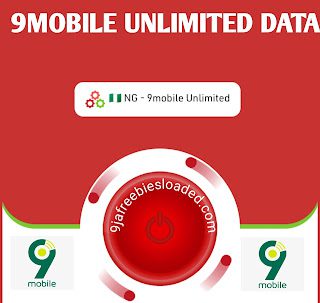 9MOBILE UNLIMITED DATA
🇳🇬 NG - 9mobile Unlimited
9jafreebiesloaded.com
9
mobile
9
mobile